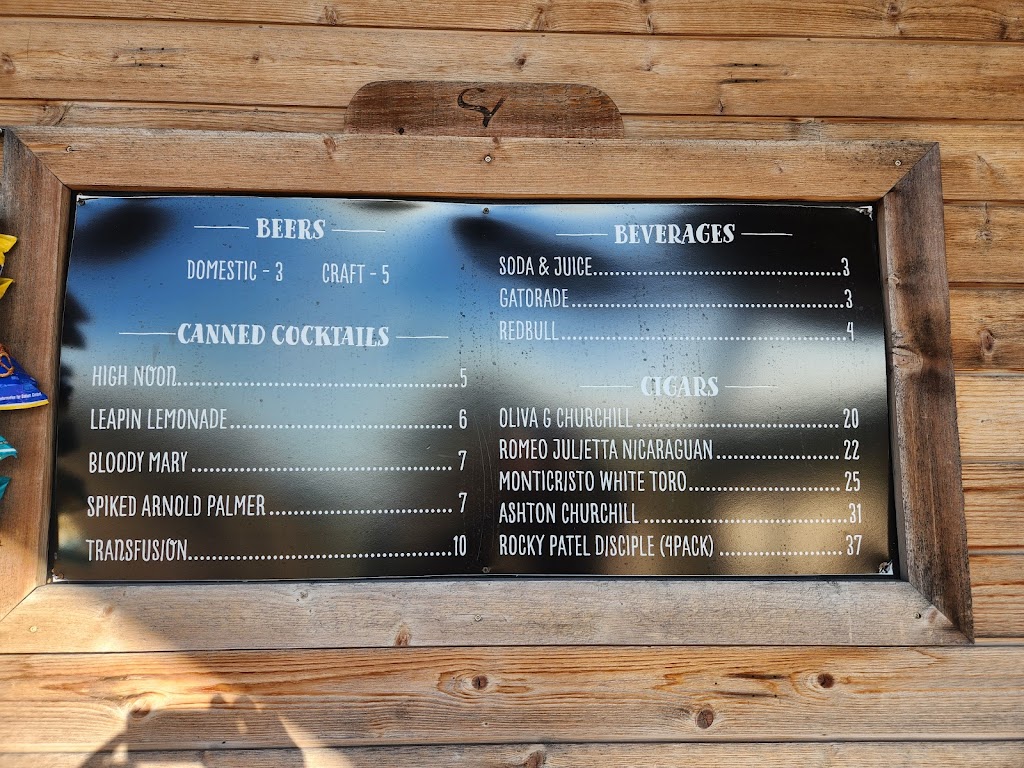 BEERS
DOMESTIC - 3 CRAFT - 5
CANNED COCKTAILS
HIGH NOON 5
LEAPIN LEMONADE 6
BLOODY MARY 7
SPIKED ARNOLD PALMER 7
TRANSFUSION 10
BEVERAGES
SODA & JUICE 3
GATORADE 3
REDBULL 4
CIGARS
OLIVA G CHURCHILL 20
ROMEO JULIETTA NICARAGUAN 22
MONTICRISTO WHITE TORO 25
ASHTON CHURCHILL 31
ROCKY PATEL DISCIPLE (4PACK) 37